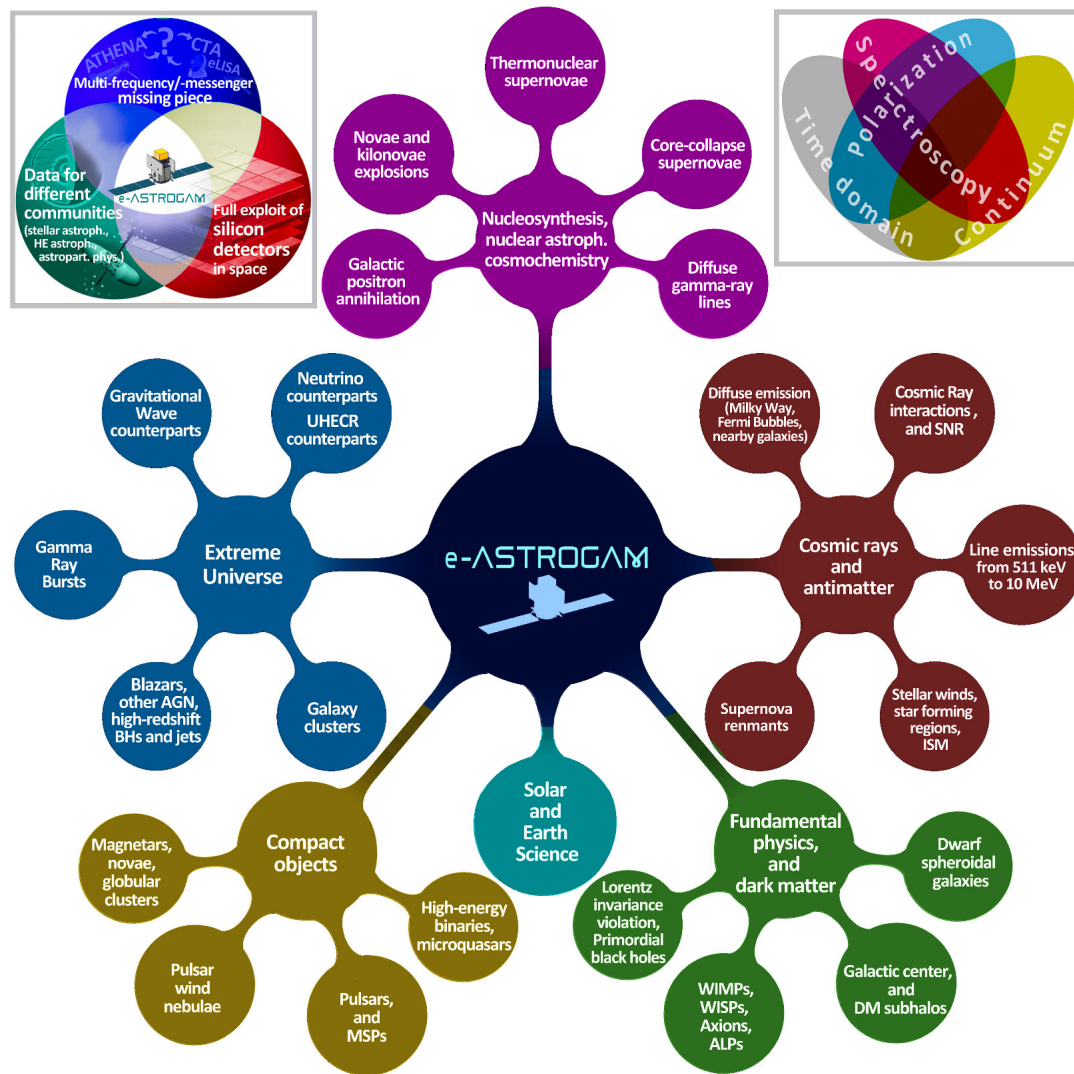 ATHENA
?
CTA
eLISA
Multi-frequency/-messenger
missing piece
Data for
different
communities
(stellar astroph.,
HE astroph.,
astropart. phys.)
e-ASTROGAM
Full exploit of
silicon
detectors
in space
Time domain
Spectroscopy
Polarization
Continuum
Thermonuclear
supernovae
Novae and
kilonovae
explosions
Core-collapse
supernovae
Nucleosynthesis,
nuclear astroph.
cosmochemistry
Galactic
positron
annihilation
Diffuse
gamma-ray
lines
Gravitational
Wave
counterparts
Neutrino
counterparts
UHECR
counterparts
Gamma
Ray
Bursts
Extreme
Universe
Blazars,
other AGN,
high-redshift
BHs and jets
Galaxy
clusters
e-ASTROGAM
Diffuse emission
(Milky Way,
Fermi Bubbles,
nearby galaxies)
Cosmic Ray
interactions ,
and SNR
Cosmic rays
and
antimatter
Line emissions
from 511 keV
to 10 MeV
Supernova
renmants
Stellar winds,
star forming
regions,
ISM
Solar
and
Earth
Science
Compact
objects
Magnetars,
novae,
globular
clusters
High-energy
binaries,
microquasars
Pulsar
wind
nebulae
Pulsars,
and
MSPs
Fundamental
physics,
and
dark matter
Dwarf
spheroidal
galaxies
Lorentz
invariance
violation,
Primordial
black holes
WIMPs,
WISPs,
Axions,
ALPs
Galactic center,
and
DM subhalos